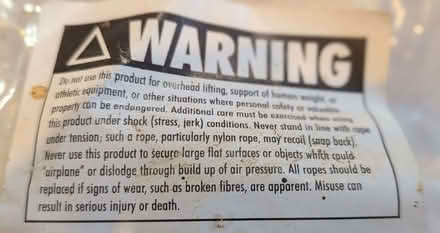 WARNING
Do not use this product for overhead lifting, support of human weight, or
athletic equipment, or other situations where personal safety or valuable
property can be endangered. Additional care must be exercised when using
this product under shock (stress, jerk) conditions. Never stand in line with rope
under tension; such a rope, particularly nylon rope, may recoil (snap back).
Never use this product to secure large flat surfaces or objects which could
"airplane" or dislodge through build up of air pressure. All ropes should be
replaced if signs of wear, such as broken fibres, are apparent. Misuse can
result in serious injury or death.